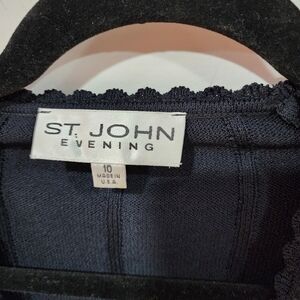 ST. JOHN
EVENING
10
MADE IN
U.S.A.